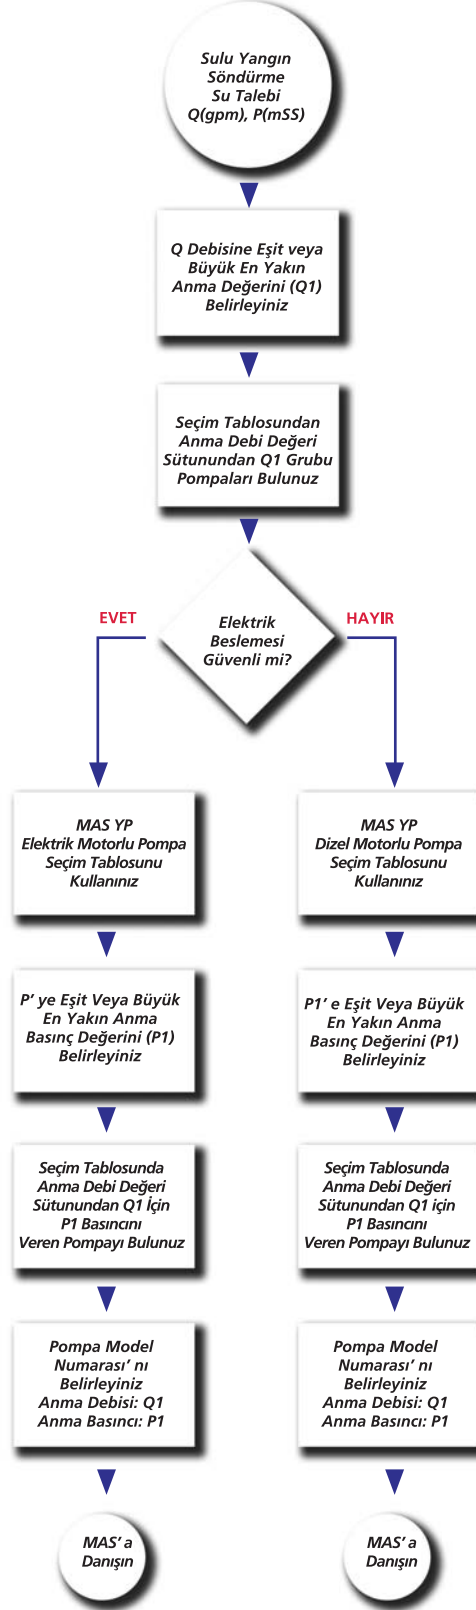 Sulu Yangın
Söndürme
Su Talebi
Q(gpm), P(mSS)
Q Debisine Eşit veya
Büyük En Yakın
Anma Değerini (Q1)
Belirleyiniz
Seçim Tablosundan
Anma Debi Değeri
Sütunundan Q1 Grubu
Pompaları Bulunuz
Elektrik
Beslemesi
Güvenli mi?
EVET
MAS YP
Elektrik Motorlu Pompa
Seçim Tablosunu
Kullanınız
P' ye Eşit Veya Büyük
En Yakın Anma
Basınç Değerini (P1)
Belirleyiniz
Seçim Tablosunda
Anma Debi Değeri
Sütunundan Q1 İçin
P1 Basıncını
Veren Pompayı Bulunuz
Pompa Model
Numarası' nı
Belirleyiniz
Anma Debisi: Q1
Anma Basıncı: P1
MAS' a
Danışın
HAYIR
MAS YP
Dizel Motorlu Pompa
Seçim Tablosunu
Kullanınız
P1' e Eşit Veya Büyük
En Yakın Anma
Basınç Değerini (P1)
Belirleyiniz
Seçim Tablosunda
Anma Debi Değeri
Sütunundan Q1 için
P1 Basıncını
Veren Pompayı Bulunuz
Pompa Model
Numarası' nı
Belirleyiniz
Anma Debisi: Q1
Anma Basıncı: P1
MAS' a
Danışın